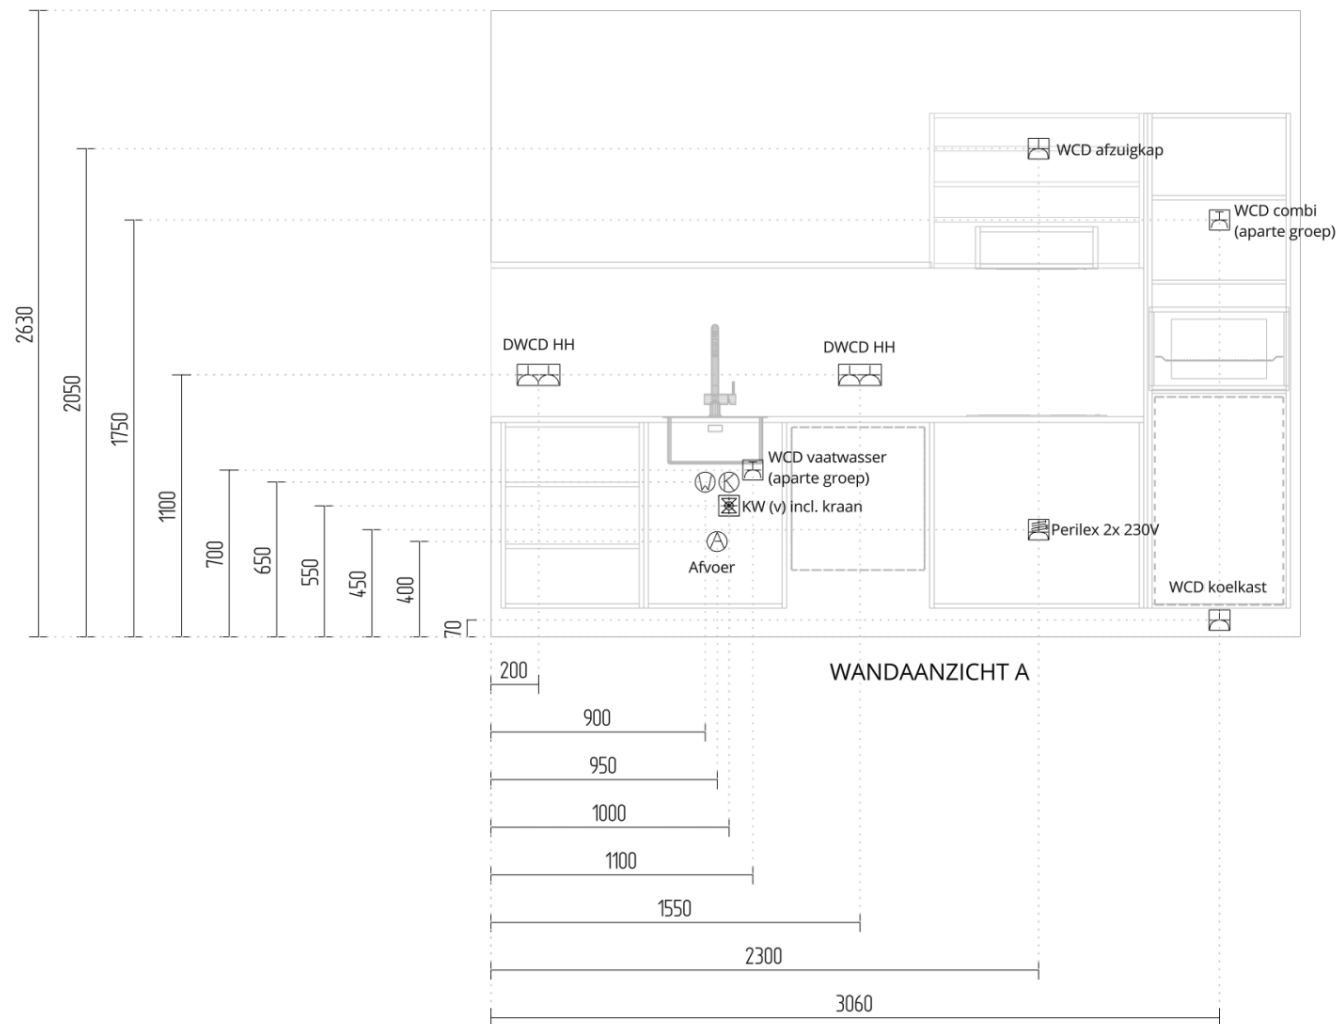 WCD afzuigkap
WCD combi
(aparte groep)
DWCD HH
DWCD HH
WCD vaatwasser
(aparte groep)
W K
KW (v) incl. kraan
Perilex 2x 230V
A
Afvoer
WCD koelkast
2630
2050
1750
1100
700
650
550
450
400
70
WANDAANZICHT A
200
900
950
1000
1100
1550
2300
3060